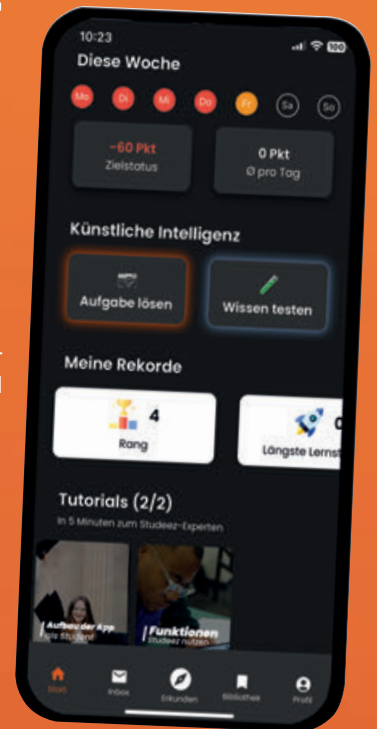 10:23
100
Diese Woche
Mo Di Mi Do Fr Sa So
-60 Pkt
Zielstatus
0 Pkt
Ø pro Tag
Künstliche Intelligenz
Aufgabe lösen
Wissen testen
Meine Rekorde
4
Rang
0
Längste Lernst
Tutorials (2/2)
In 5 Minuten zum Studeez-Experten
Aufbau der App
als Student
Funktionen
Studeez nutzen
Start
Inbox
Erkunden
Bibliothek
Profil